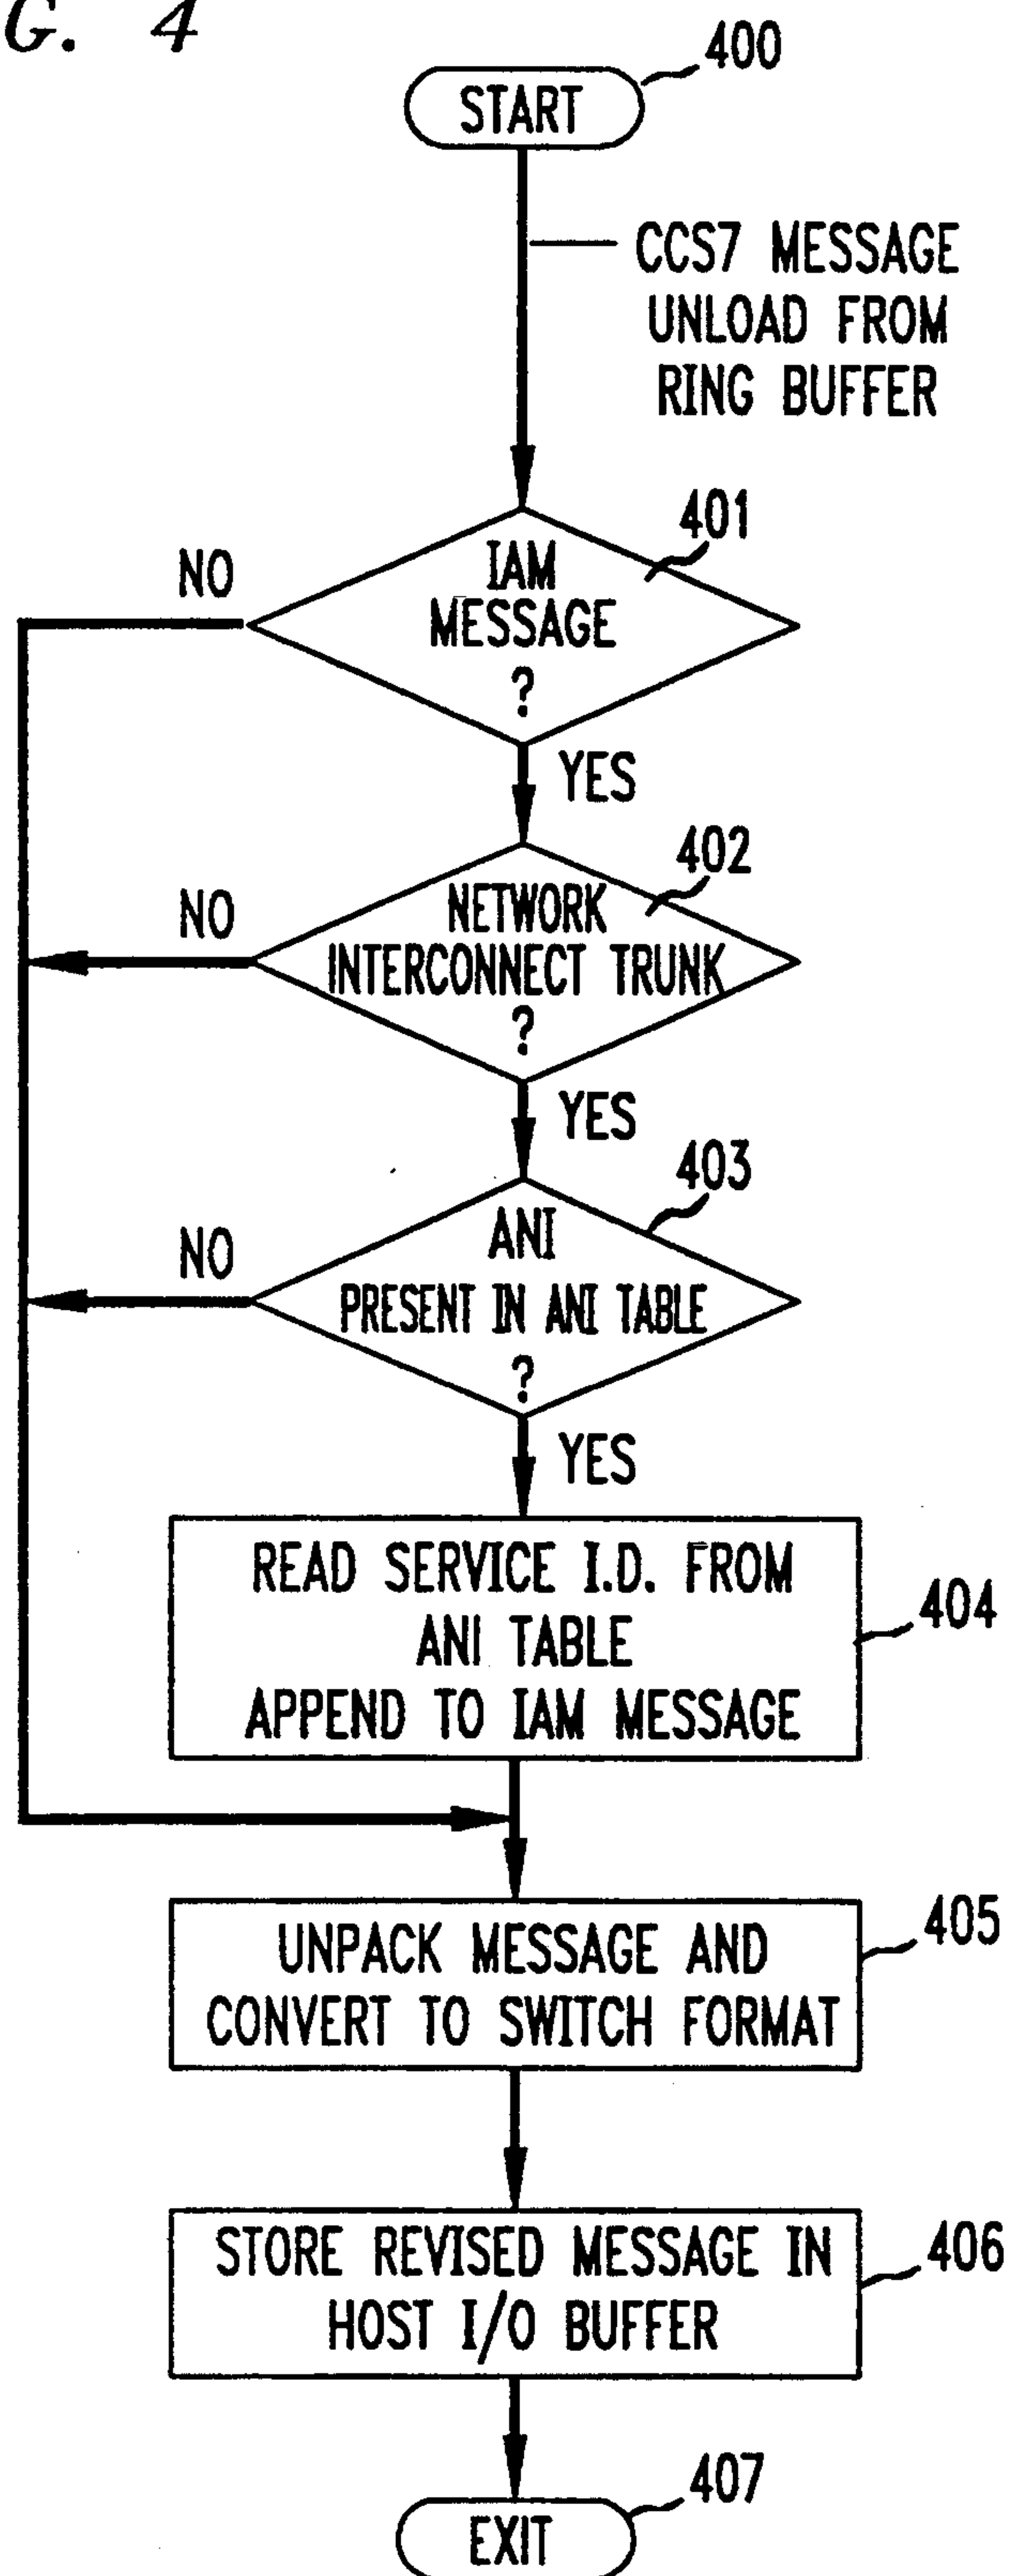 G. 4
400
START
CCS7 MESSAGE
UNLOAD FROM
RING BUFFER
401
NO
IAM
MESSAGE
?
YES
402
NO
NETWORK
INTERCONNECT TRUNK
?
YES
403
NO
ANI
PRESENT IN ANI TABLE
?
YES
READ SERVICE I.D. FROM
ANI TABLE
APPEND TO IAM MESSAGE
404
UNPACK MESSAGE AND
CONVERT TO SWITCH FORMAT
405
STORE REVISED MESSAGE IN
HOST I/O BUFFER
406
407
EXIT